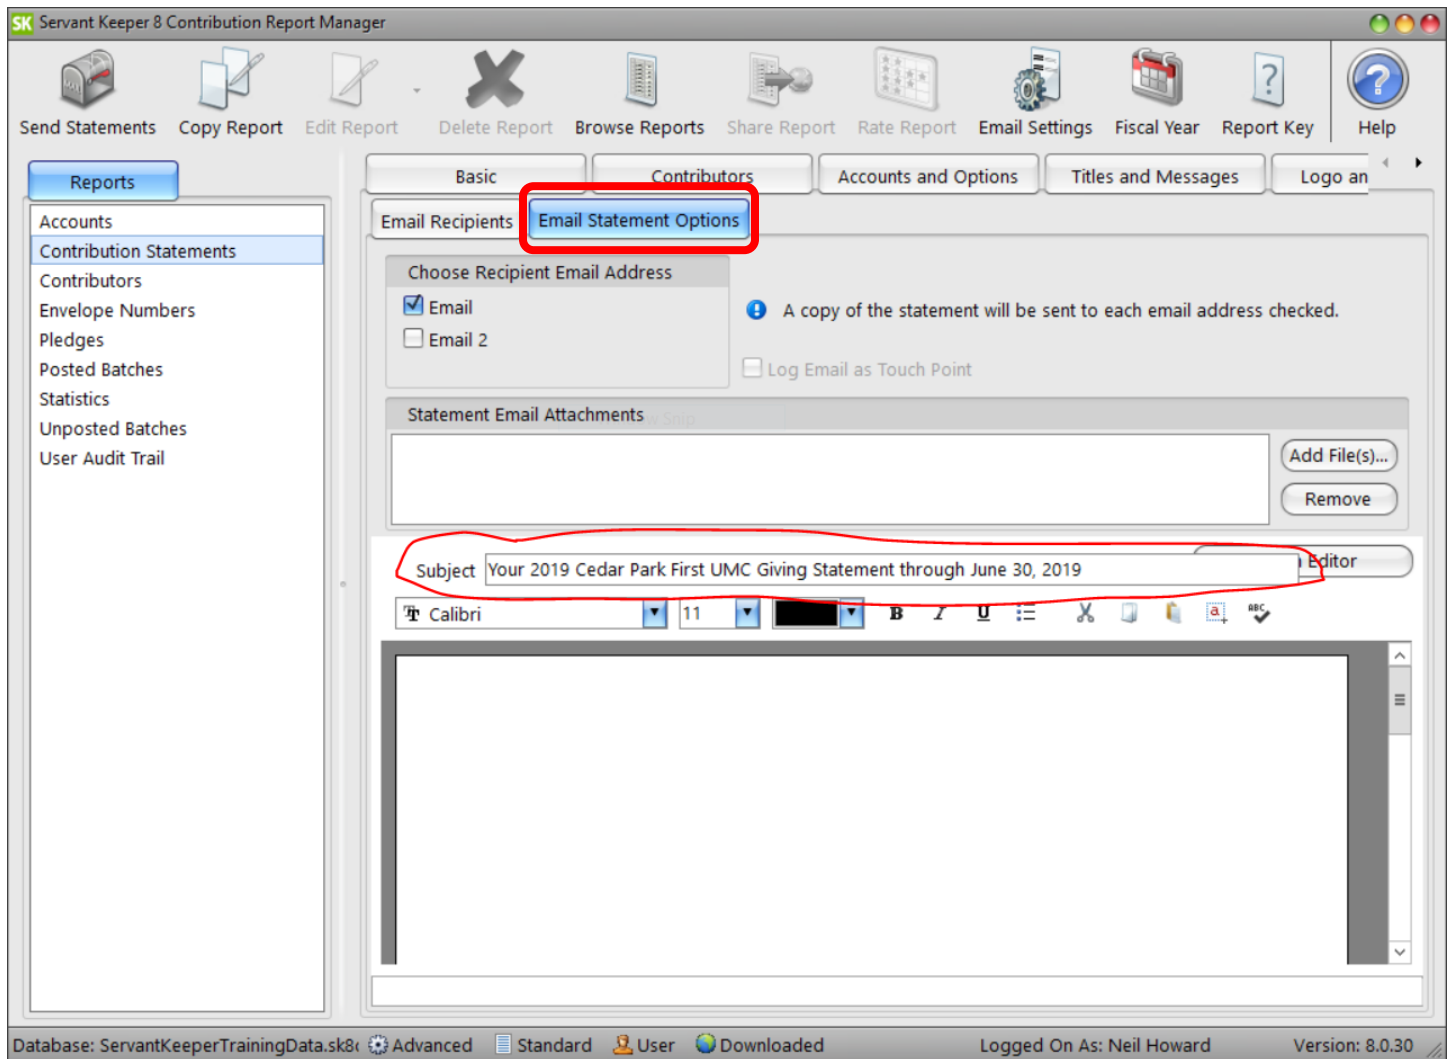 SK Servant Keeper 8 Contribution Report Manager
Send Statements Copy Report Edit Report Delete Report Browse Reports Share Report Rate Report Email Settings Fiscal Year Report Key Help
Reports
Accounts
Contribution Statements
Contributors
Envelope Numbers
Pledges
Posted Batches
Statistics
Unposted Batches
User Audit Trail
Basic Contributors Accounts and Options Titles and Messages Logo an
Email Recipients Email Statement Options
Choose Recipient Email Address
Email
Email 2
A copy of the statement will be sent to each email address checked.
Log Email as Touch Point
Statement Email Attachments
Add File(s)...
Remove
Editor
Subject Your 2019 Cedar Park First UMC Giving Statement through June 30, 2019
Calibri 11 B I U ABC
Database: ServantKeeperTrainingData.sk8 Advanced Standard User Downloaded Logged On As: Neil Howard Version: 8.0.30